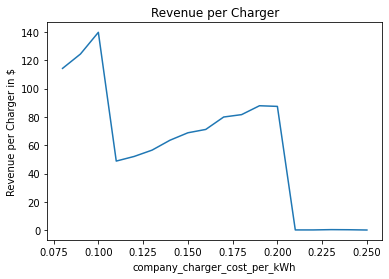 Revenue per Charger
Revenue per Charger in $
140
120
100
80
60
40
20
0
0.075 0.100 0.125 0.150 0.175 0.200 0.225 0.250
company_charger_cost_per_kWh